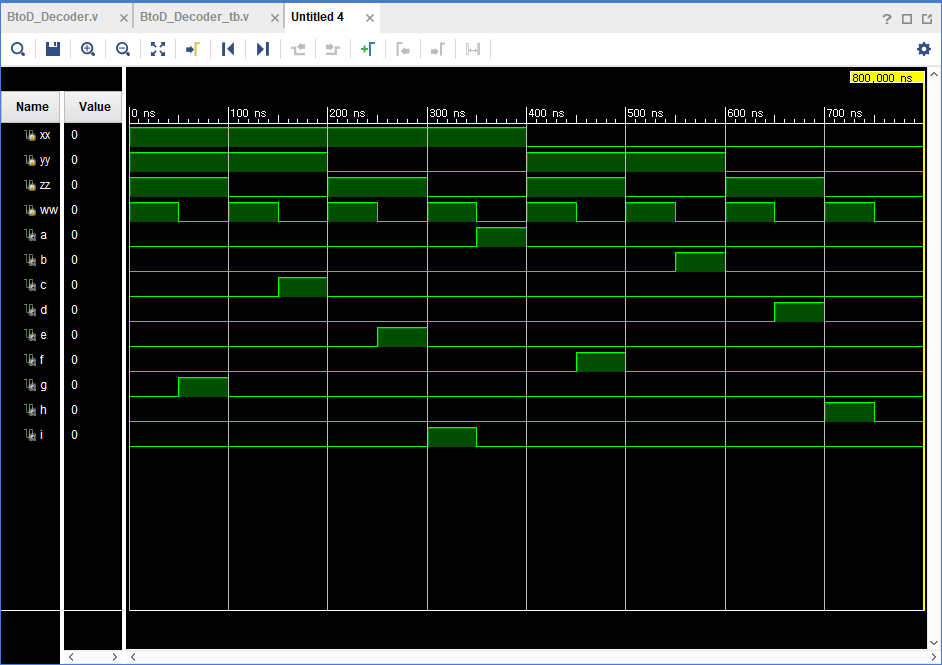 BtoD_Decoder.v × BtoD_Decoder_tb.v × Untitled 4 × ?
800,000 ns
Name Value
0 ns 100 ns 200 ns 300 ns 400 ns 500 ns 600 ns 700 ns
xx 0
yy 0
zz 0
ww 0
a 0
b 0
c 0
d 0
e 0
f 0
g 0
h 0
i 0